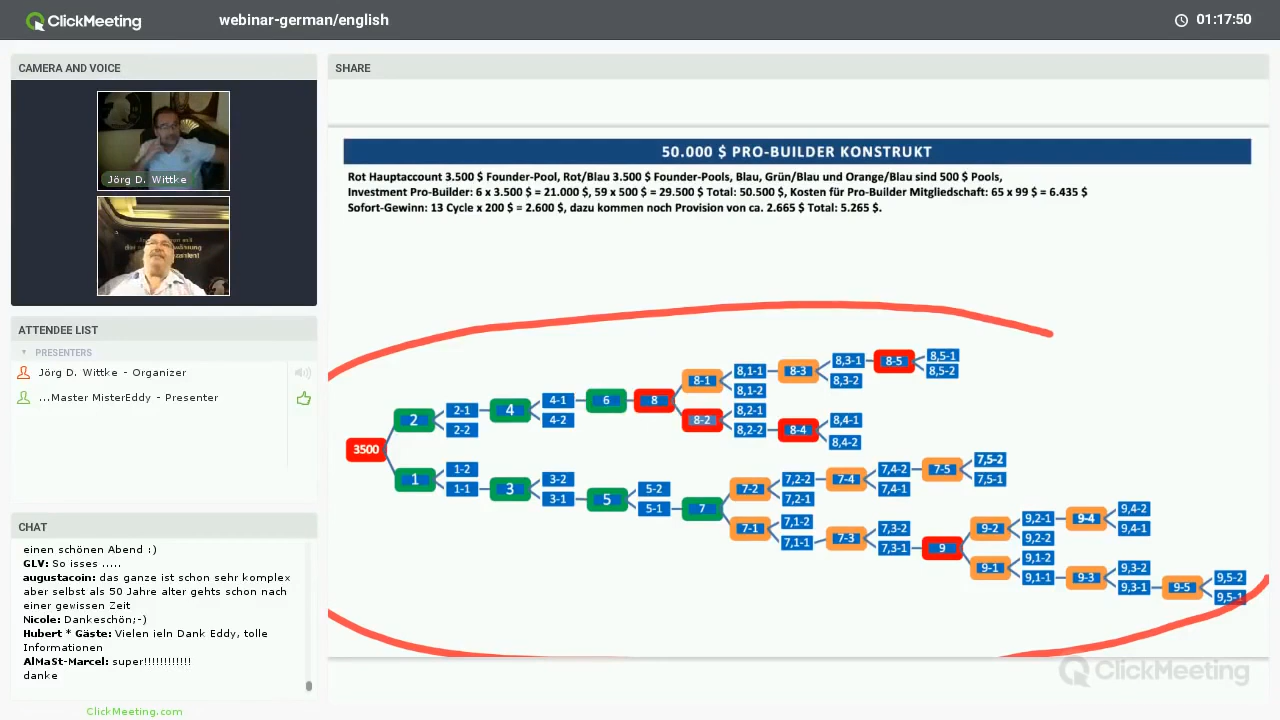 ClickMeeting
webinar-german/english
01:17:50
CAMERA AND VOICE
Jörg D. Wittke
ATTENDEE LIST
PRESENTERS
Jörg D. Wittke - Organizer
...Master MisterEddy - Presenter
CHAT
einen schönen Abend :)
GLV: So isses .....
augustacoin: das ganze ist schon sehr komplex
aber selbst als 50 Jahre alter gehts schon nach
einer gewissen Zeit
Nicole: Dankeschön;-)
Hubert * Gäste: Vielen ieln Dank Eddy, tolle
Informationen
AlMaSt-Marcel: super!!!!!!!!!!!!
danke
ClickMeeting.com
SHARE
50.000 $ PRO-BUILDER KONSTRUKT
Rot Hauptaccount 3.500 $ Founder-Pool, Rot/Blau 3.500 $ Founder-Pools, Blau, Grün/Blau und Orange/Blau sind 500 $ Pools,
Investment Pro-Builder: 6 x 3.500 $ = 21.000 $, 59 x 500 $ = 29.500 $ Total: 50.500 $, Kosten für Pro-Builder Mitgliedschaft: 65 x 99 $ = 6.435 $
Sofort-Gewinn: 13 Cycle x 200 $ = 2.600 $, dazu kommen noch Provision von ca. 2.665 $ Total: 5.265 $.
8,5-1
8,3-1 8-5
8,1-1 8-3 8,5-2
8-1 8,3-2
8,1-2
4-1 6 8
2-1 4 8,2-1
2 4-2 8-2 8,4-1
2-2 8,2-2 8-4
8,4-2
3500
7,5-2
1-2 7,4-2 7-5
1 3-2 7,2-2 7-4 7,5-1
1-1 3 5-2 7-2 7,4-1
3-1 5 7,2-1
5-1 7 9,4-2
7,1-2 9,2-1 9-4
7-1 7,3-2 9-2 9,4-1
7,1-1 7-3 9,2-2
7,3-1 9
9,1-2
9-1 9,3-2
9,1-1 9-3 9,5-2
9,3-1 9-5
9,5-1
ClickMeeting